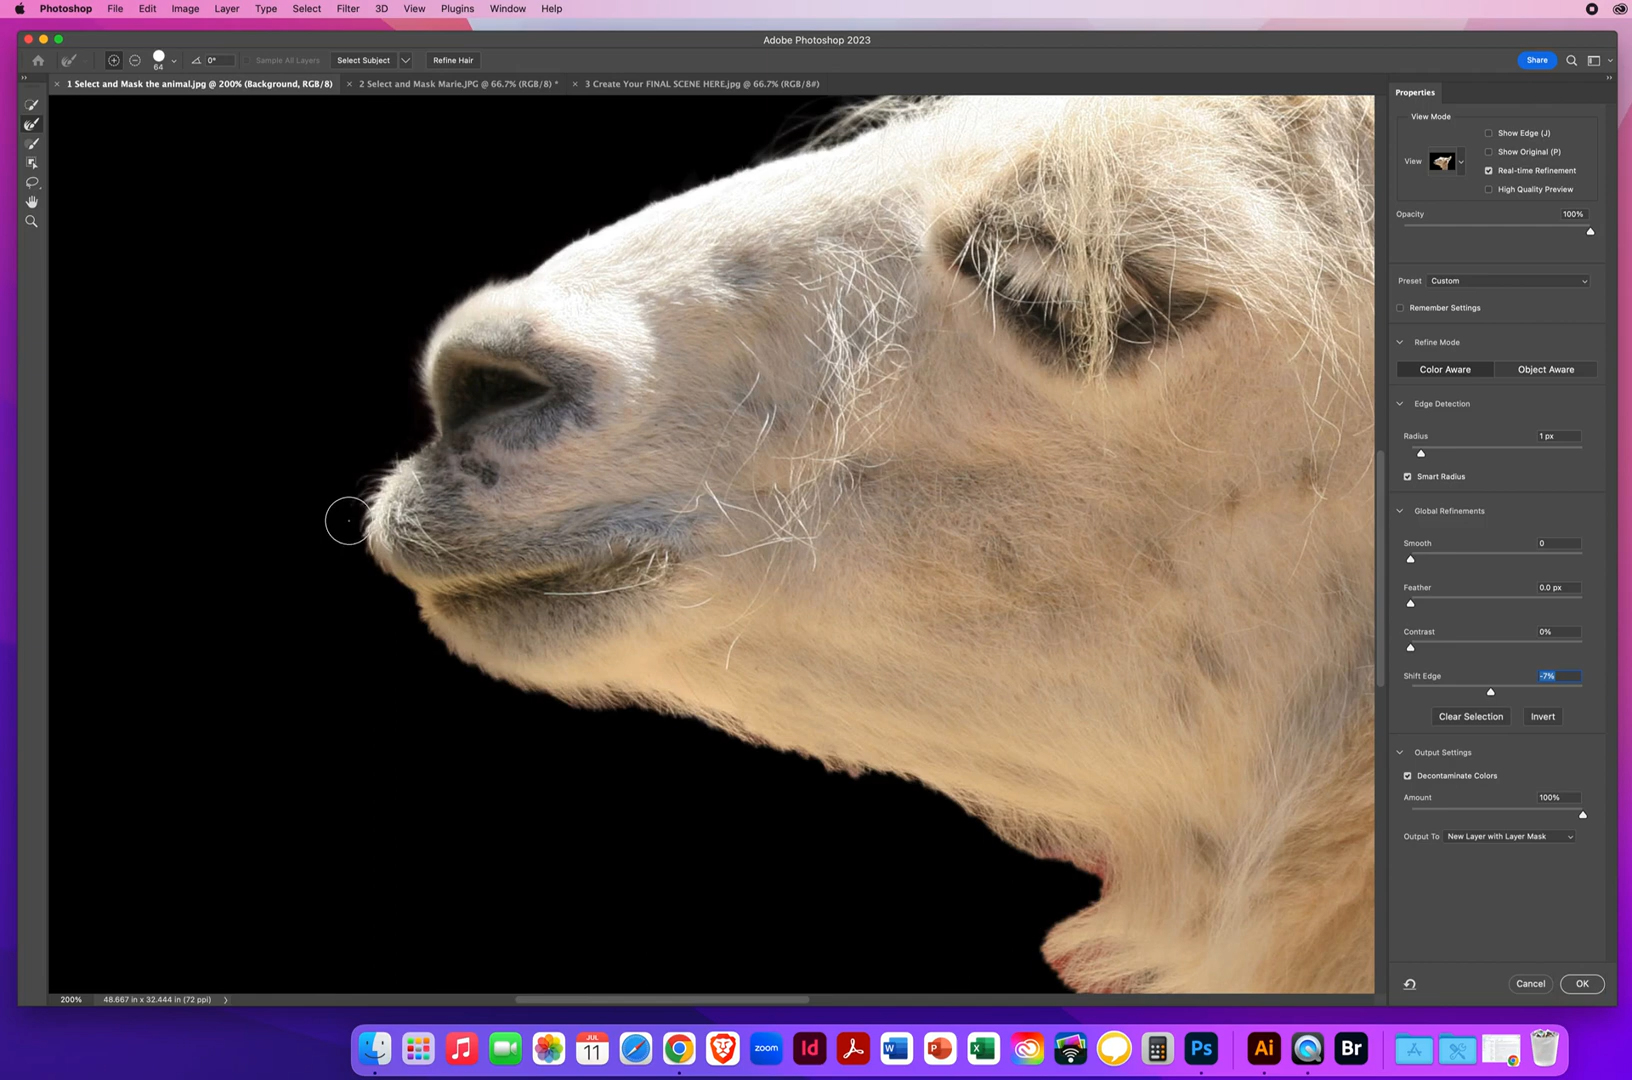 Photoshop File Edit Image Layer Type Select Filter 3D View Plugins Window Help
Adobe Photoshop 2023
64 0° Sample All Layers Select Subject Refine Hair Share
1 Select and Mask the animal.jpg @ 200% (Background, RGB/8) 2 Select and Mask Marie.JPG @ 66.7% (RGB/8) * 3 Create Your FINAL SCENE HERE.jpg @ 66.7% (RGB/8#)
Properties
View Mode
Show Edge (J)
Show Original (P)
View
Real-time Refinement
High Quality Preview
Opacity 100%
Preset Custom
Remember Settings
Refine Mode
Color Aware Object Aware
Edge Detection
Radius 1 px
Smart Radius
Global Refinements
Smooth 0
Feather 0.0 px
Contrast 0%
Shift Edge -7%
Clear Selection Invert
Output Settings
Decontaminate Colors
Amount 100%
Output To New Layer with Layer Mask
Cancel OK
200% 48.667 in x 32.444 in (72 ppi)
JUL
11 zoom Id W P X Ps Ai Br